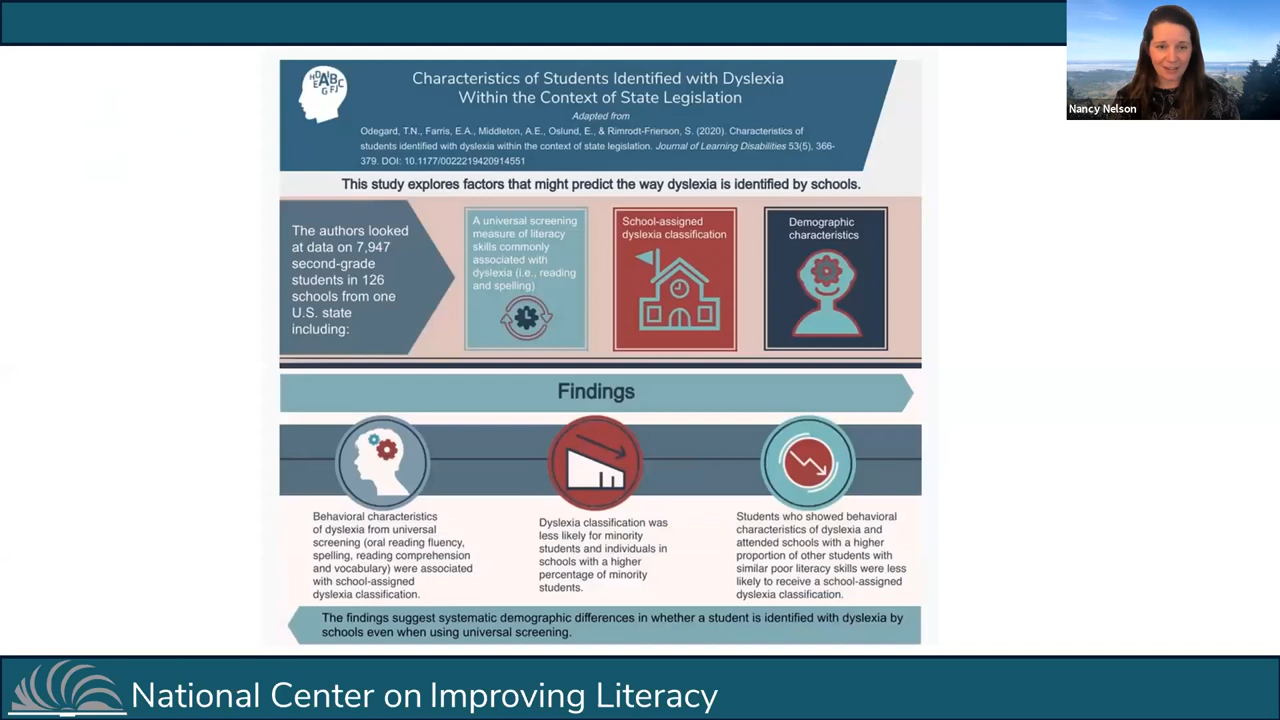 Nancy Nelson
HDAÏBC
Characteristics of Students Identified with Dyslexia
Within the Context of State Legislation
Adapted from
Odegard, T.N., Farris, E.A., Middleton, A.E., Oslund, E., & Rimrodt-Frierson, S. (2020). Characteristics of
students identified with dyslexia within the context of state legislation. Journal of Learning Disabilities 53(5), 366-
379. DOI: 10.1177/0022219420914551
This study explores factors that might predict the way dyslexia is identified by schools.
The authors looked
at data on 7,947
second-grade
students in 126
schools from one
U.S. state
including:
A universal screening
measure of literacy
skills commonly
associated with
dyslexia (i.e., reading
and spelling)
School-assigned
dyslexia classification
Demographic
characteristics
Findings
Behavioral characteristics
of dyslexia from universal
screening (oral reading fluency,
spelling, reading comprehension
and vocabulary) were associated
with school-assigned
dyslexia classification.
Dyslexia classification was
less likely for minority
students and individuals in
schools with a higher
percentage of minority
students.
Students who showed behavioral
characteristics of dyslexia and
attended schools with a higher
proportion of other students with
similar poor literacy skills were less
likely to receive a school-assigned
dyslexia classification.
The findings suggest systematic demographic differences in whether a student is identified with dyslexia by
schools even when using universal screening.
National Center on Improving Literacy